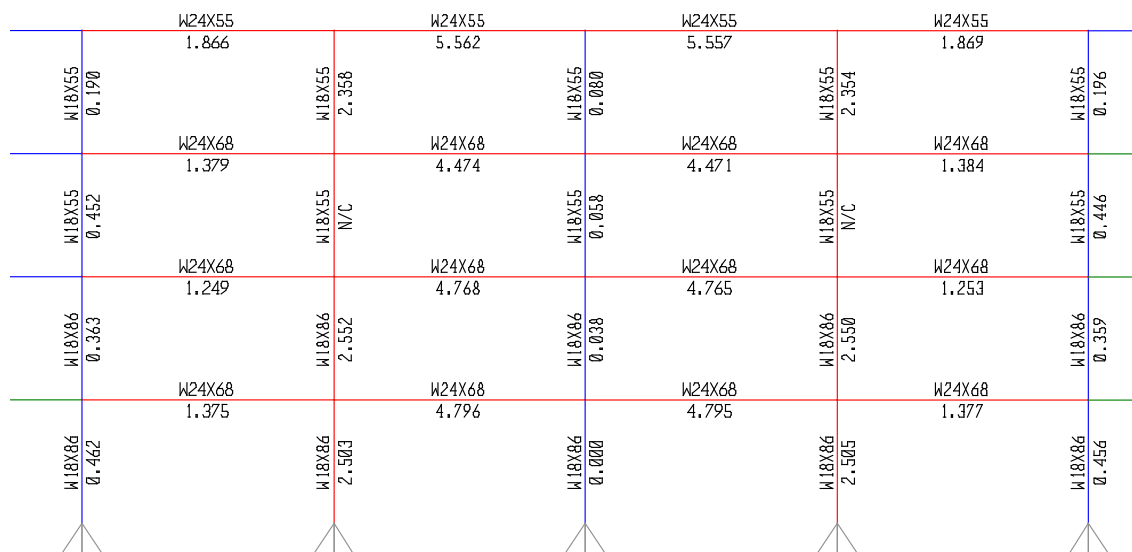 W24X55 W24X55 W24X55 W24X55
1.866 5.562 5.557 1.869
W18X55 W18X55 W18X55 W18X55 W18X55
0.190 2.358 0.080 2.354 0.196
W24X68 W24X68 W24X68 W24X68
1.379 4.474 4.471 1.384
W18X55 W18X55 W18X55 W18X55 W18X55
0.452 N/C 0.058 N/C 0.446
W24X68 W24X68 W24X68 W24X68
1.249 4.768 4.765 1.253
W18X86 W18X86 W18X86 W18X86 W18X86
0.363 2.552 0.038 2.550 0.359
W24X68 W24X68 W24X68 W24X68
1.375 4.796 4.795 1.377
W18X86 W18X86 W18X86 W18X86 W18X86
0.462 2.503 0.000 2.505 0.456